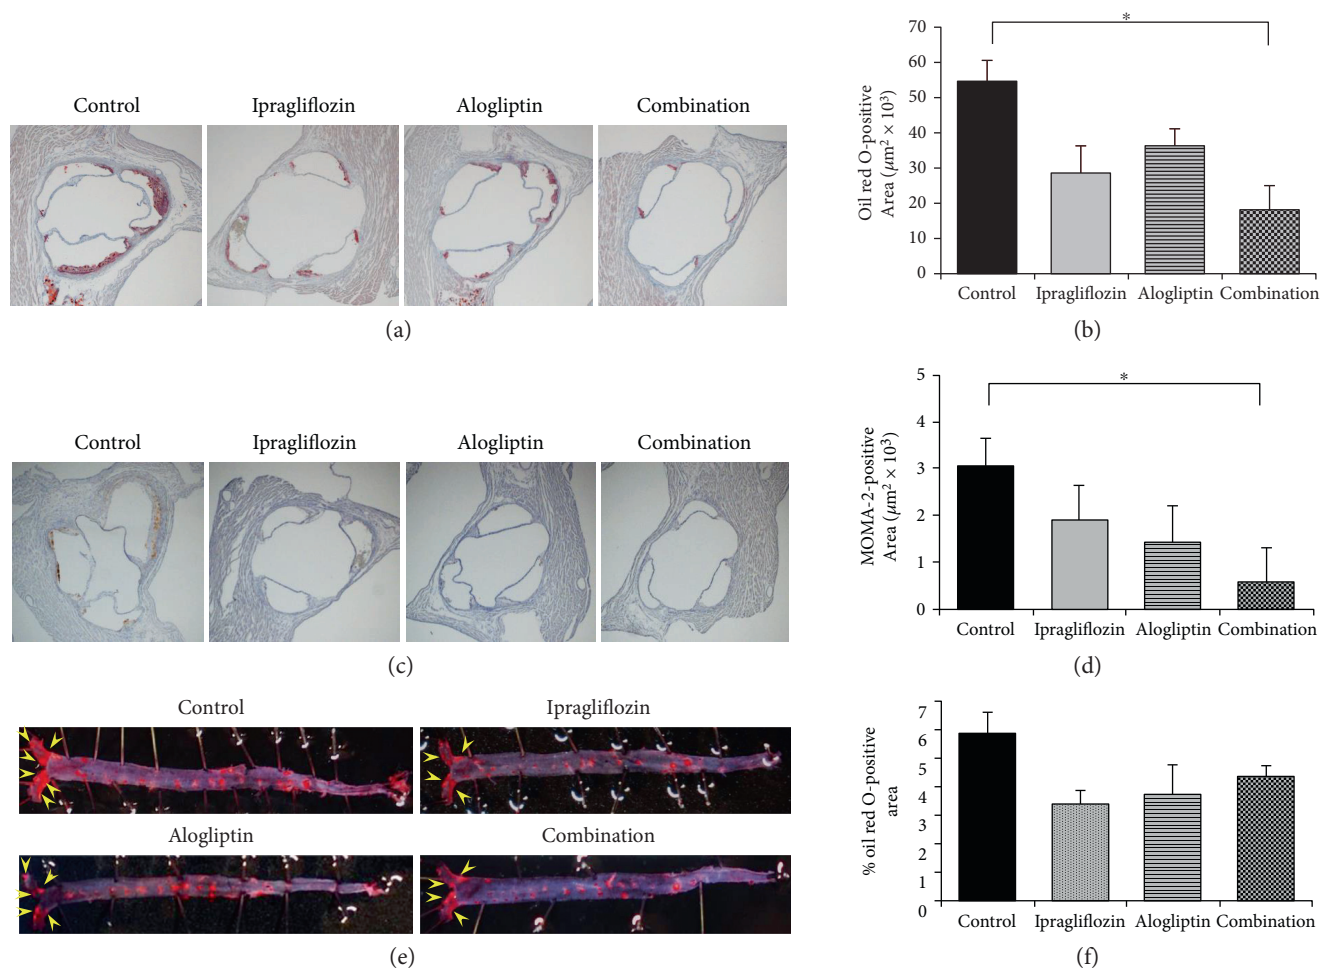 Control Ipragliflozin Alogliptin Combination
(a)
*
Oil red O-positive
Area (μm² × 10³)
70
60
50
40
30
20
10
0
Control Ipragliflozin Alogliptin Combination
(b)
Control Ipragliflozin Alogliptin Combination
(c)
*
MOMA-2-positive
Area (μm² × 10³)
5
4
3
2
1
0
Control Ipragliflozin Alogliptin Combination
(d)
Control Ipragliflozin
Alogliptin Combination
(e)
% oil red O-positive
area
7
6
5
4
3
2
1
0
Control Ipragliflozin Alogliptin Combination
(f)